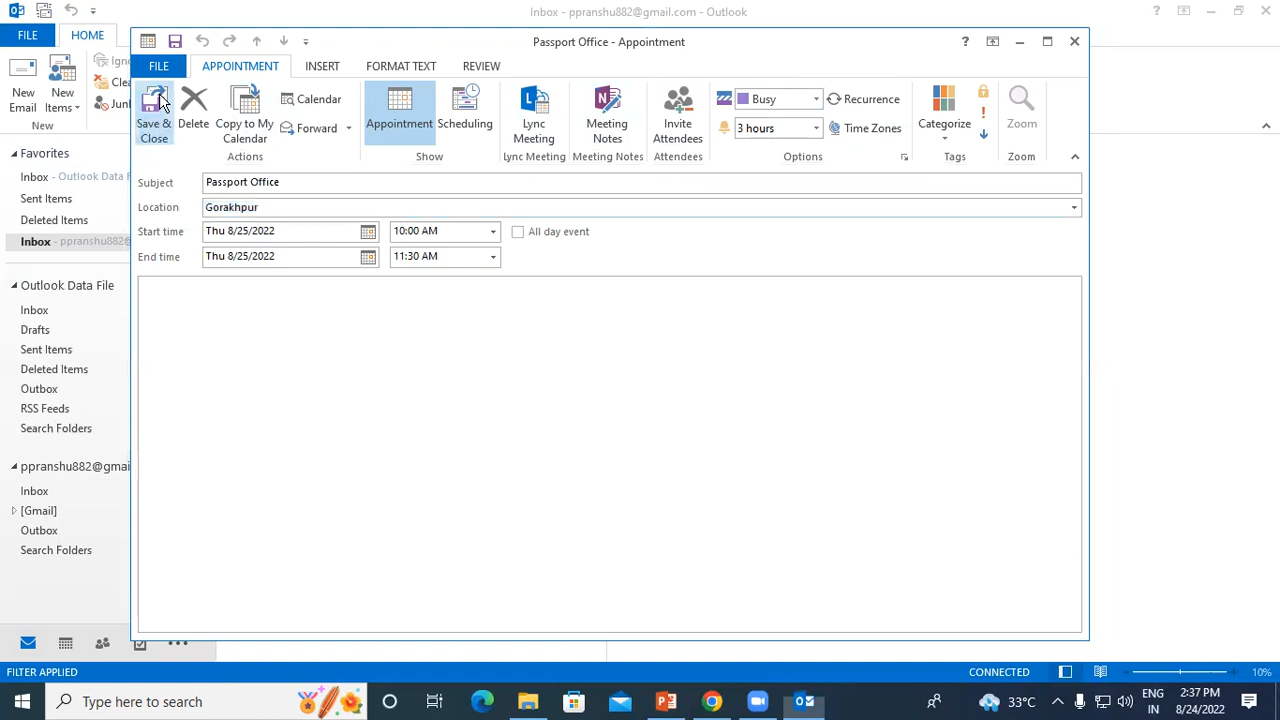 Inbox - ppranshu882@gmail.com - Outlook
FILE HOME
Passport Office - Appointment
FILE APPOINTMENT INSERT FORMAT TEXT REVIEW
New Email
New Items
New
Save & Close
Delete
Copy to My Calendar
Calendar
Forward
Actions
Appointment
Scheduling
Show
Lync Meeting
Lync Meeting
Meeting Notes
Meeting Notes
Invite Attendees
Attendees
Busy
3 hours
Recurrence
Time Zones
Options
Categorize
Tags
Zoom
Zoom
Subject Passport Office
Location Gorakhpur
Start time Thu 8/25/2022 10:00 AM All day event
End time Thu 8/25/2022 11:30 AM
Favorites
Inbox - Outlook Data
Sent Items
Deleted Items
Inbox - ppranshu882@
Outlook Data File
Inbox
Drafts
Sent Items
Deleted Items
Outbox
RSS Feeds
Search Folders
ppranshu882@gmai
Inbox
[Gmail]
Outbox
Search Folders
FILTER APPLIED CONNECTED 10%
Type here to search
33°C
ENG
IN
2:37 PM
8/24/2022